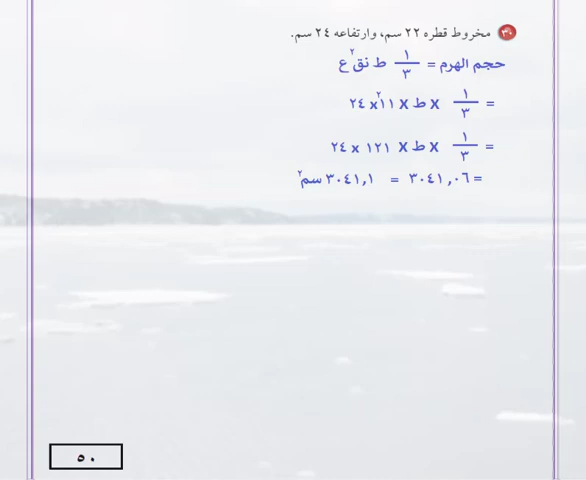 ٣٠ مخروط قطره ٢٢ سم، وارتفاعه ٢٤ سم.
حجم الهرم = ١/٣ ط نق٢ ع
= ١/٣ X ط X ١١٢ x ٢٤
= ١/٣ X ط X ١٢١ x ٢٤
= ٣٠٤١,٠٦ = ٣٠٤١,١ سم٢
٥٠